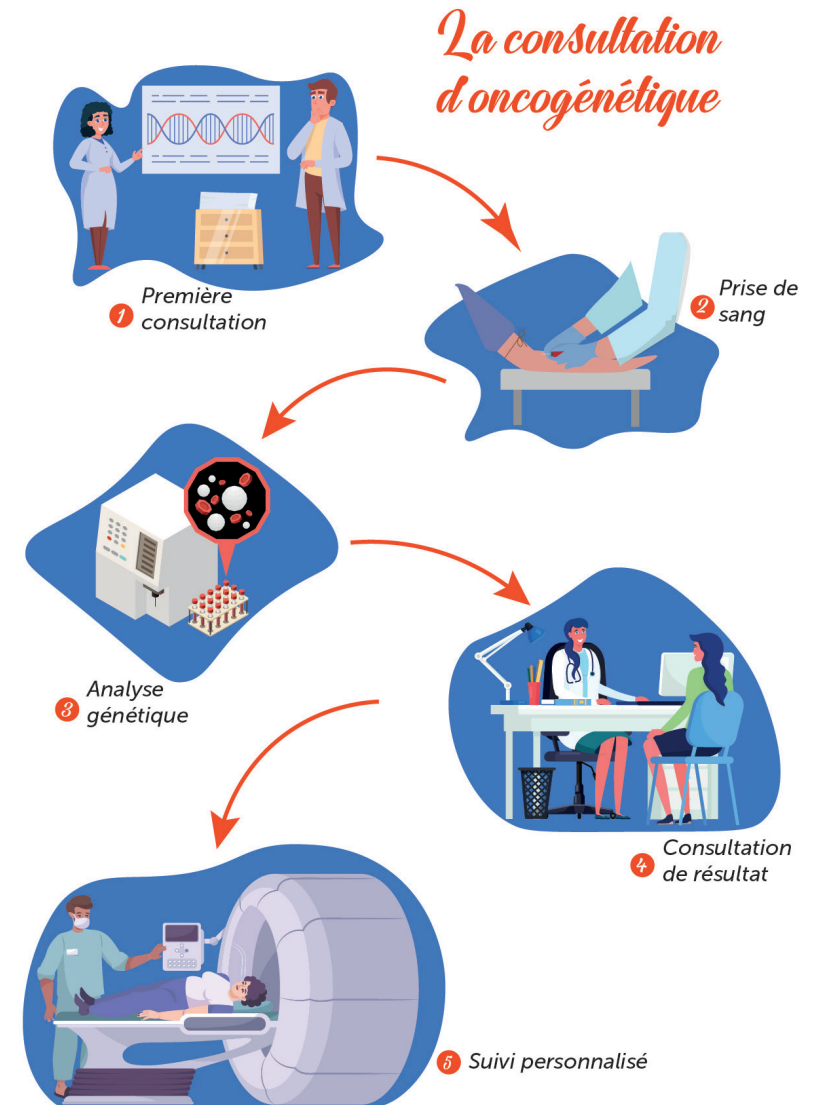 La consultation
d'oncogénétique
1 Première
consultation
2 Prise de
sang
3 Analyse
génétique
4 Consultation
de résultat
5 Suivi personnalisé